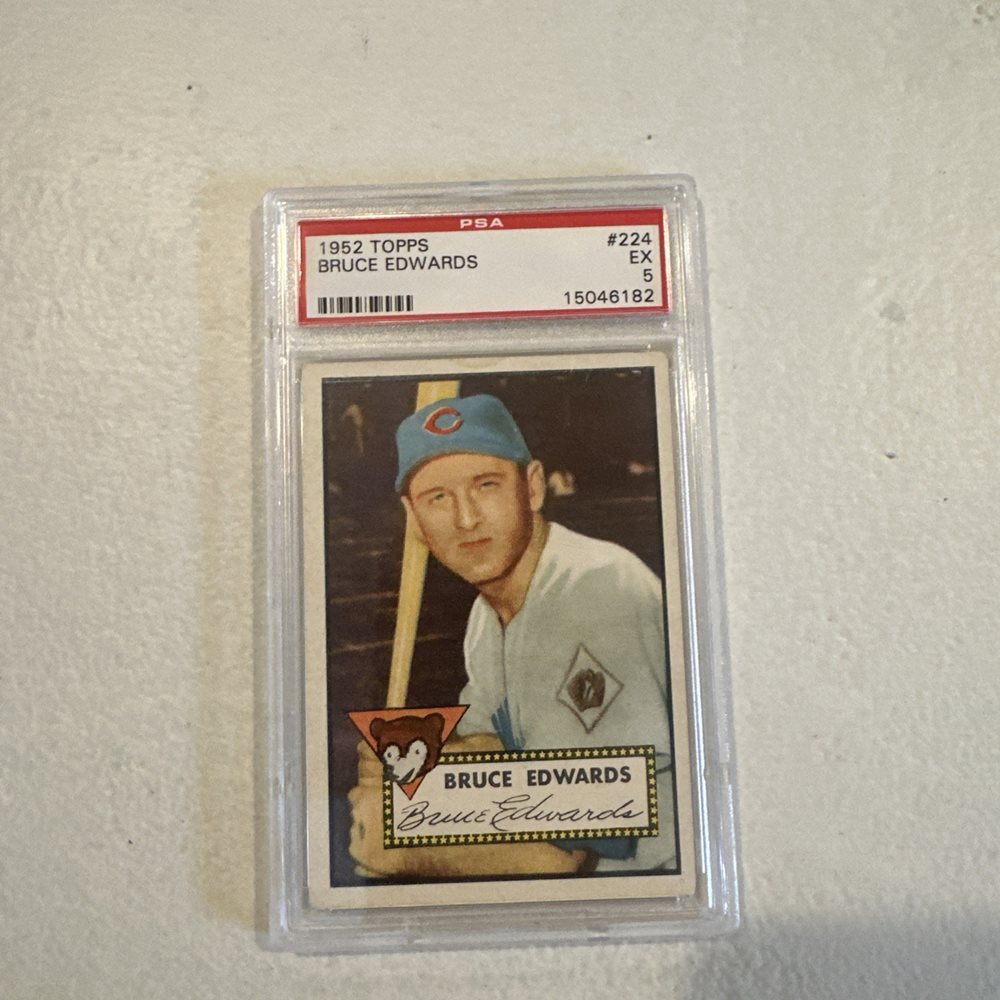 PSA
1952 TOPPS #224
BRUCE EDWARDS EX
5
15046182
C
BRUCE EDWARDS
Bruce Edwards